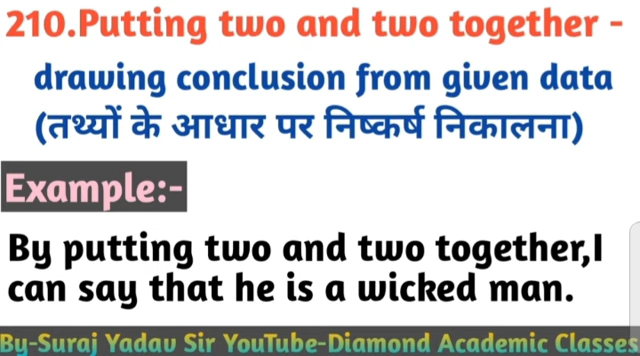 210.Putting two and two together -
drawing conclusion from given data
(तथ्यों के आधार पर निष्कर्ष निकालना)
Example:-
By putting two and two together,I
can say that he is a wicked man.
By-Suraj Yadav Sir YouTube-Diamond Academic Classes